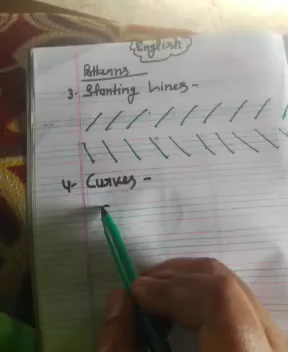 English
Patterns
3. Slanting Lines -
4- Curves -